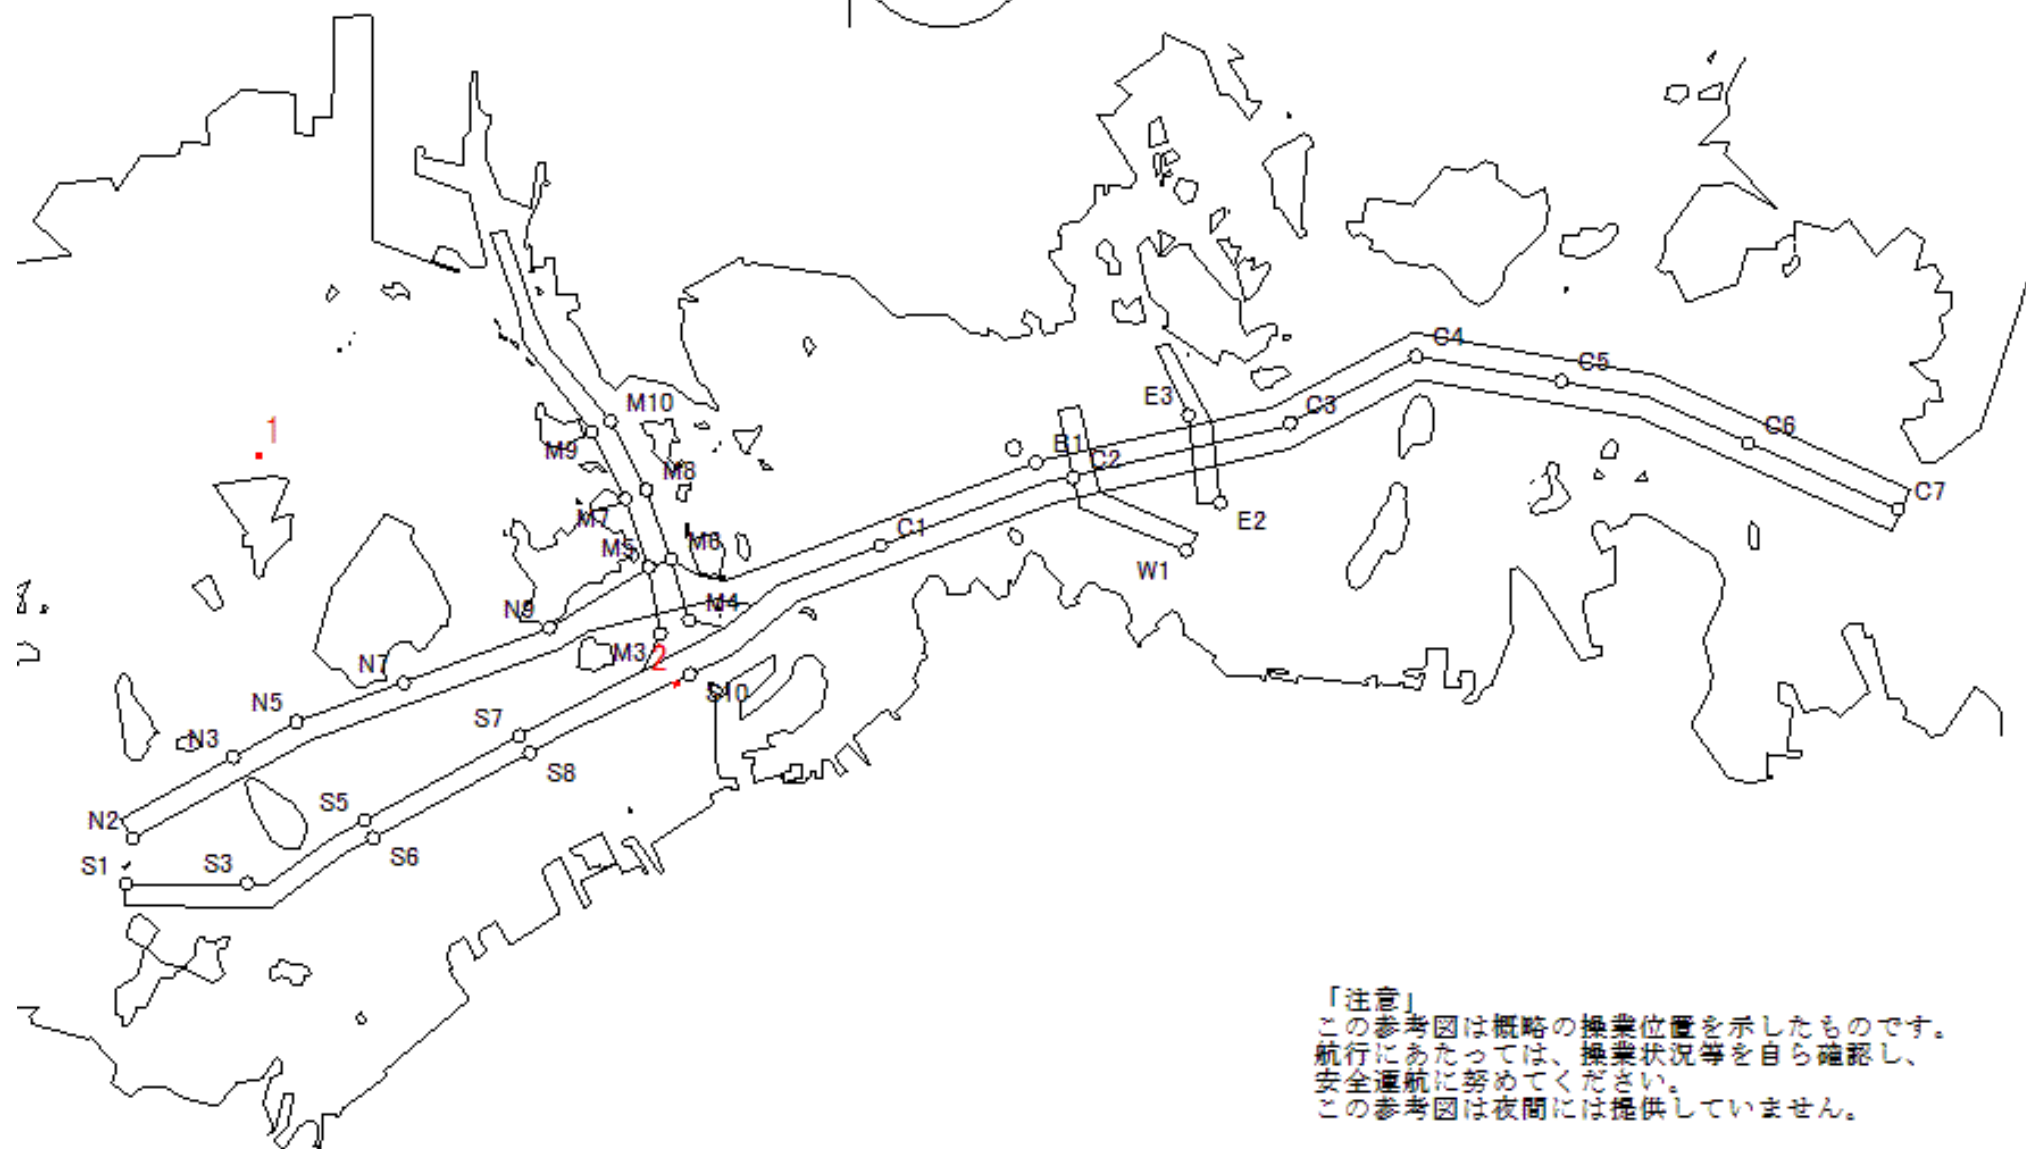 C4
C5
M10
E3
C3
1
C6
M9
B1
C2
M8
C7
M7
E2
C1
M5
M6
W1
N9
M4
M3
2
N7
S10
N5
S7
N3
S8
S5
N2
S6
S1
S3
「注意」
この参考図は概略の操業位置を示したものです。
航行にあたっては、操業状況等を自ら確認し、
安全運航に努めてください。
この参考図は夜間には提供していません。